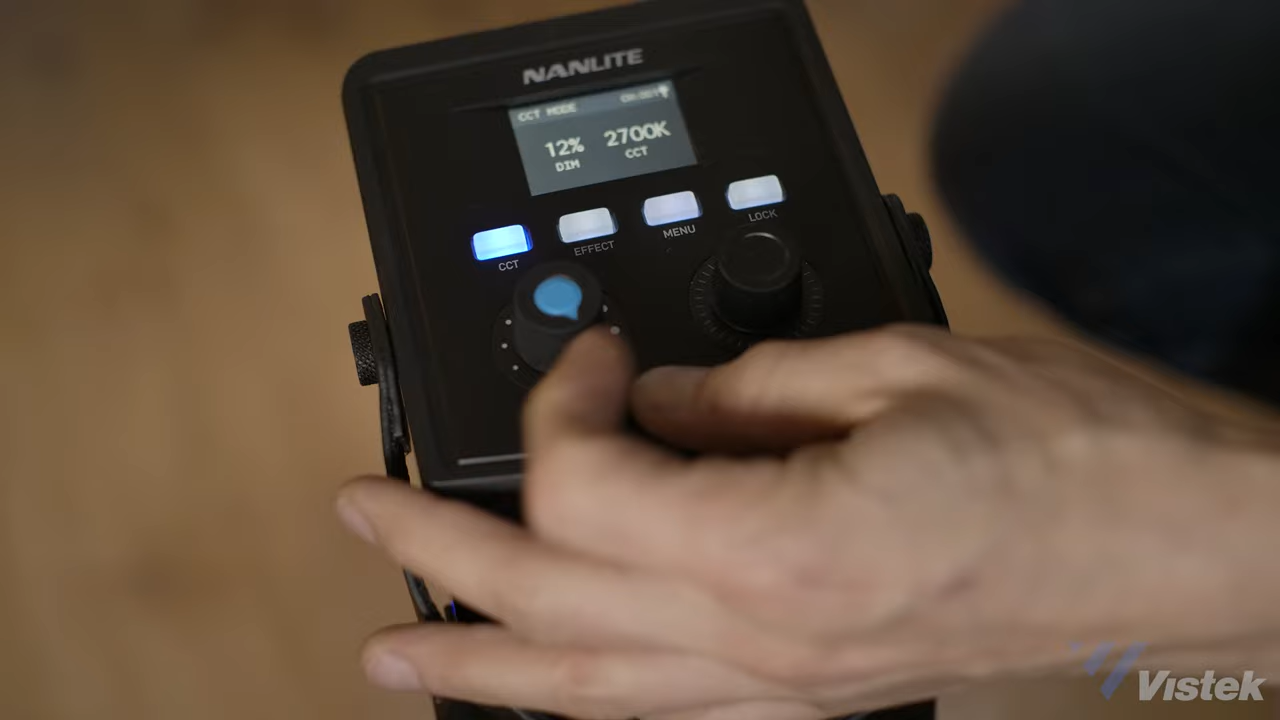 NANLITE
CCT MODE
12% 2700K
DIM CCT
CCT EFFECT MENU LOCK
Vistek